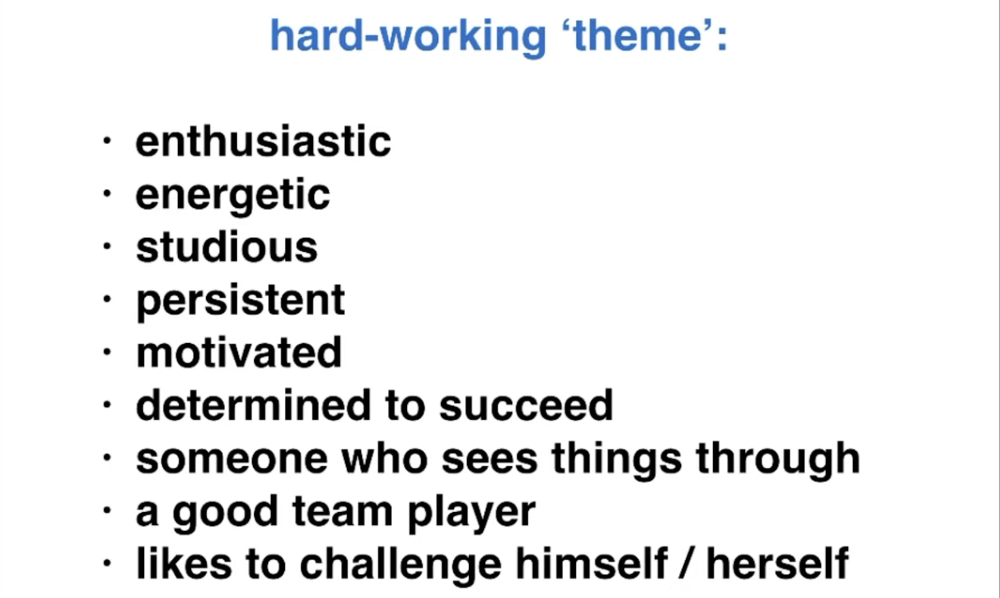 hard-working ‘theme’:
· enthusiastic
· energetic
· studious
· persistent
· motivated
· determined to succeed
· someone who sees things through
· a good team player
· likes to challenge himself / herself